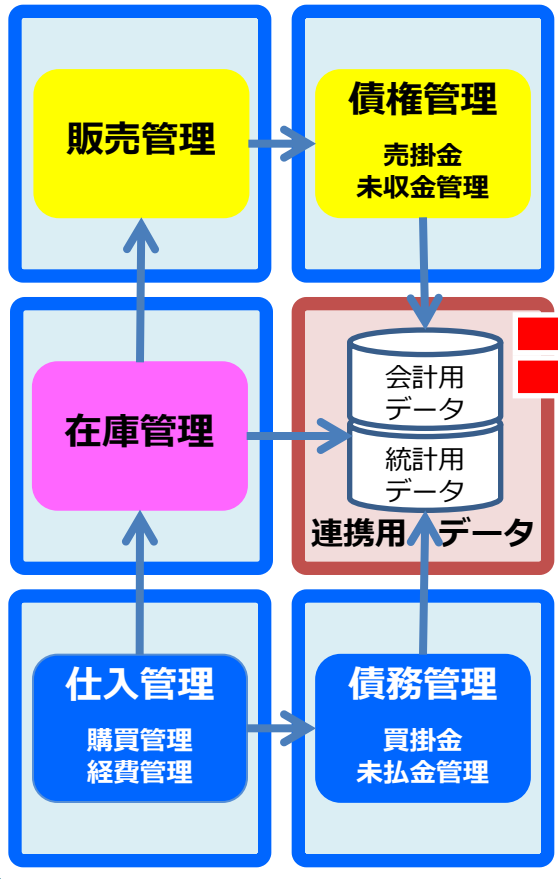 販売管理
債権管理
売掛金
未収金管理
在庫管理
会計用
データ
統計用
データ
連携用 データ
仕入管理
購買管理
経費管理
債務管理
買掛金
未払金管理